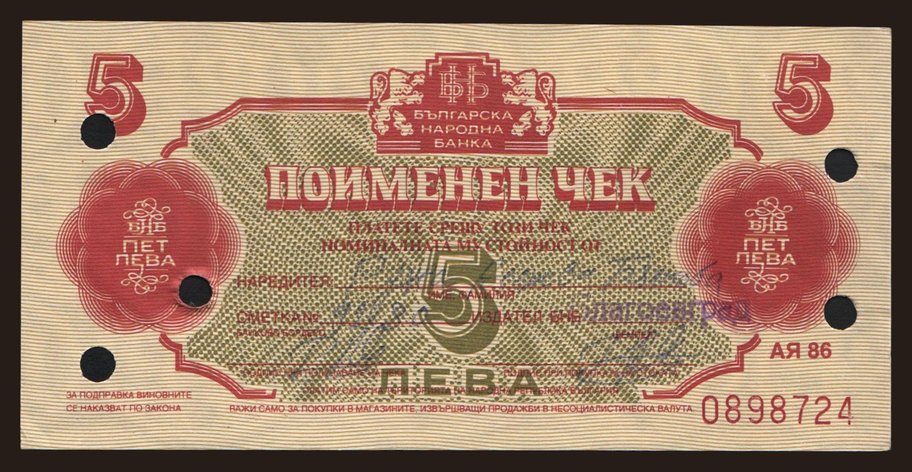 5
5
БНБ
БЪЛГАРСКА
НАРОДНА
БАНКА
ПОИМЕНЕН ЧЕК
ПЛАТЕТЕ СРЕЩУ ТОЗИ ЧЕК
НОМИНАЛНАТА МУ СТОЙНОСТ ОТ
БНБ
ПЕТ
ЛЕВА
БНБ
ПЕТ
ЛЕВА
НАРЕДИТЕЛ
ИМЕ, ФАМИЛИЯ
5
СМЕТКА № ИЗДАТЕЛ БНБ
ЛЕВА
АЯ 86
ЗА ПОДПРАВКА ВИНОВНИТЕ
СЕ НАКАЗВАТ ПО ЗАКОНА
ВАЖИ САМО ЗА ПОКУПКИ В МАГАЗИНИТЕ, ИЗВЪРШВАЩИ ПРОДАЖБИ В НЕСОЦИАЛИСТИЧЕСКА ВАЛУТА
0898724